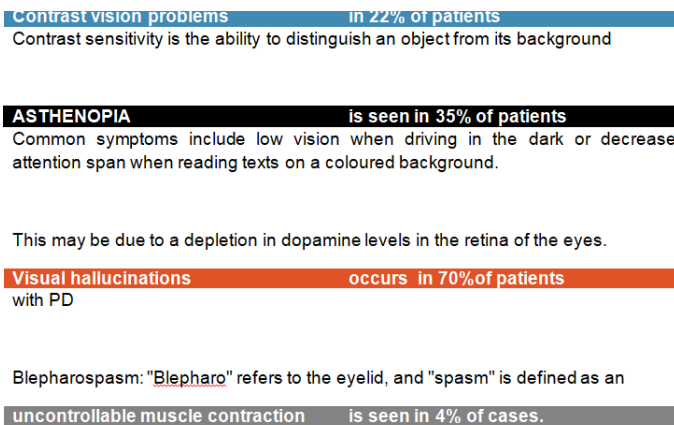 Contrast vision problems in 22% of patients
Contrast sensitivity is the ability to distinguish an object from its background
ASTHENOPIA is seen in 35% of patients
Common symptoms include low vision when driving in the dark or decrease
attention span when reading texts on a coloured background.
This may be due to a depletion in dopamine levels in the retina of the eyes.
Visual hallucinations occurs in 70%of patients
with PD
Blepharospasm: "Blepharo" refers to the eyelid, and "spasm" is defined as an
uncontrollable muscle contraction is seen in 4% of cases.